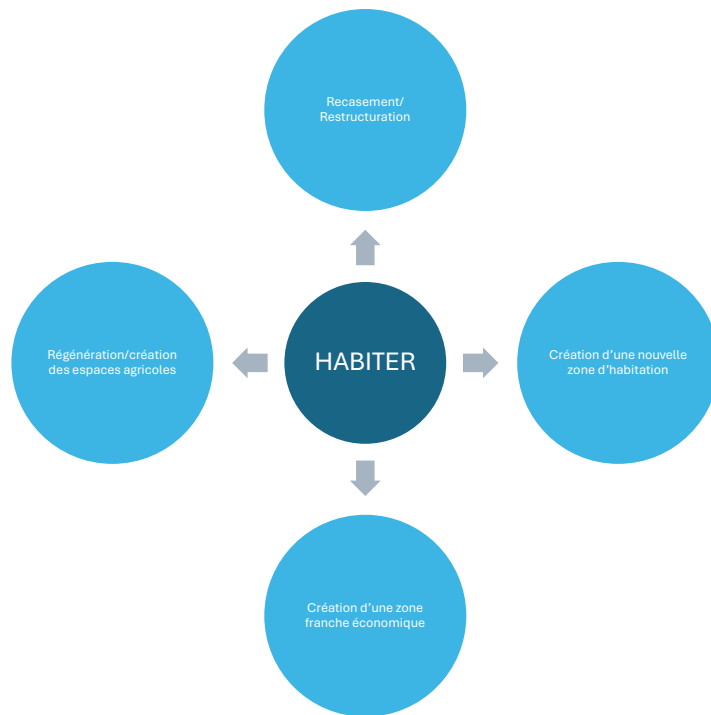 Recasement/
Restructuration
Régénération/création
des espaces agricoles
HABITER
Création d’une nouvelle
zone d’habitation
Création d’une zone
franche économique